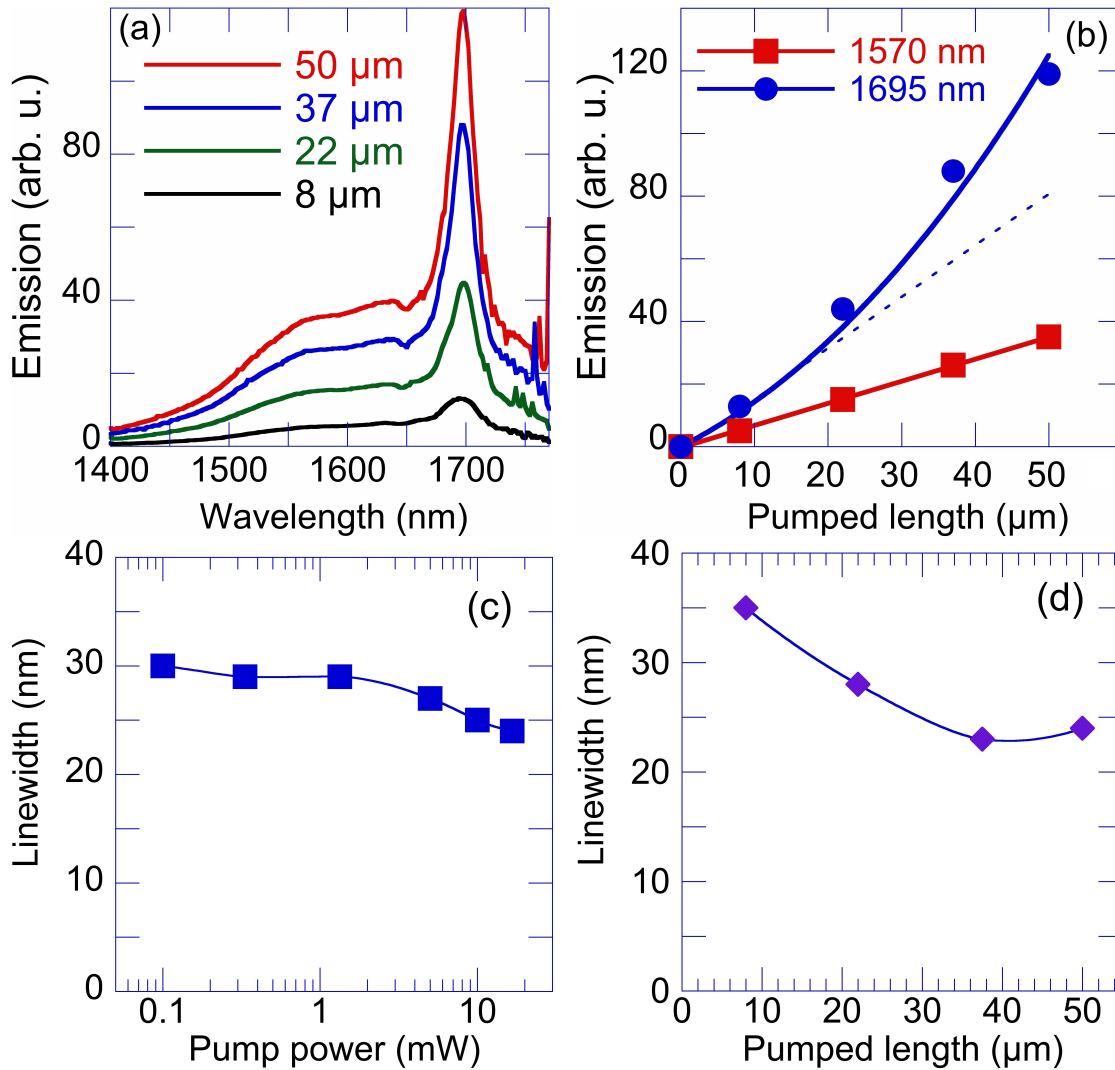 (a)
50 µm
37 µm
22 µm
8 µm
80
40
0
1400
1500
1600
1700
Wavelength (nm)
Emission (arb. u.)
(b)
1570 nm
1695 nm
120
80
40
0
0
10
20
30
40
50
Pumped length (µm)
Emission (arb. u.)
(c)
40
30
20
10
0
0.1
1
10
Pump power (mW)
Linewidth (nm)
(d)
40
30
20
10
0
0
10
20
30
40
50
Pumped length (µm)
Linewidth (nm)